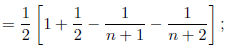 = \frac{1}{2} \left[ 1 + \frac{1}{2} - \frac{1}{n+1} - \frac{1}{n+2} \right];